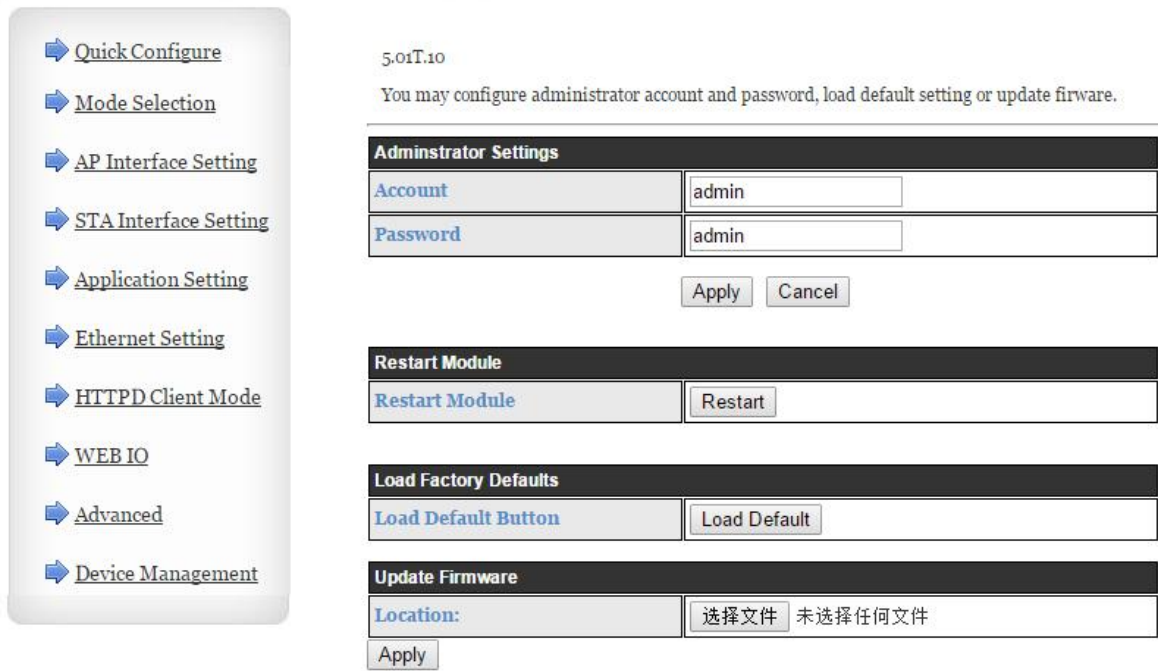 Quick Configure
Mode Selection
AP Interface Setting
STA Interface Setting
Application Setting
Ethernet Setting
HTTPD Client Mode
WEB IO
Advanced
Device Management
5.01T.10
You may configure administrator account and password, load default setting or update firware.
Adminstrator Settings
Account admin
Password admin
Apply Cancel
Restart Module
Restart Module Restart
Load Factory Defaults
Load Default Button Load Default
Update Firmware
Location: 选择文件 未选择任何文件
Apply